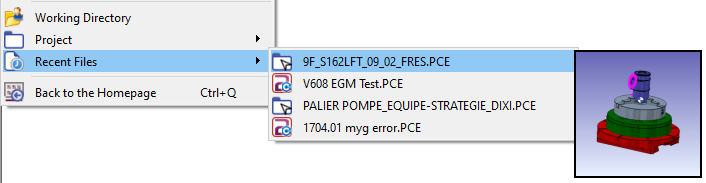 Working Directory
Project
Recent Files
Back to the Homepage Ctrl+Q
9F_S162LFT_09_02_FRES.PCE
V608 EGM Test.PCE
PALIER POMPE_EQUIPE-STRATEGIE_DIXI.PCE
1704.01 myg error.PCE